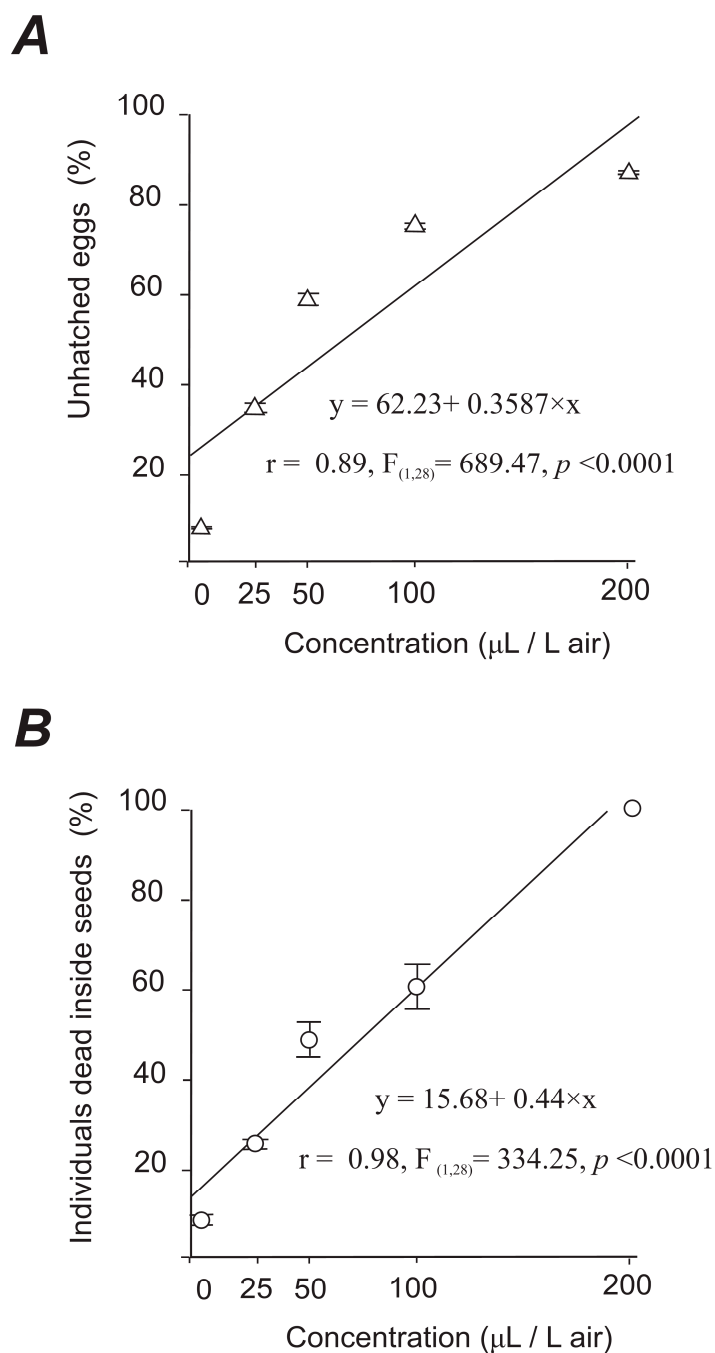 A
Unhatched eggs (%)
100
80
60
40
20
y = 62.23+ 0.3587×x
r = 0.89, F(1,28)= 689.47, p <0.0001
0 25 50 100 200
Concentration (μL / L air)
B
Individuals dead inside seeds (%)
100
80
60
40
20
y = 15.68+ 0.44×x
r = 0.98, F (1,28)= 334.25, p <0.0001
0 25 50 100 200
Concentration (μL / L air)